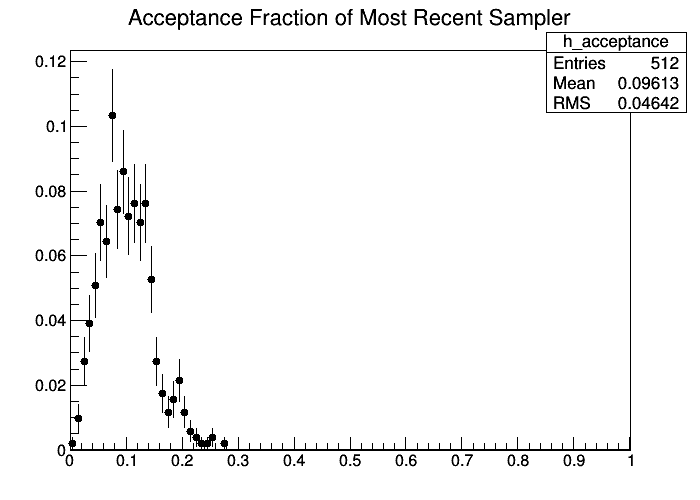 Acceptance Fraction of Most Recent Sampler
h_acceptance
Entries 512
Mean 0.09613
RMS 0.04642
0.12
0.1
0.08
0.06
0.04
0.02
0
0 0.1 0.2 0.3 0.4 0.5 0.6 0.7 0.8 0.9 1